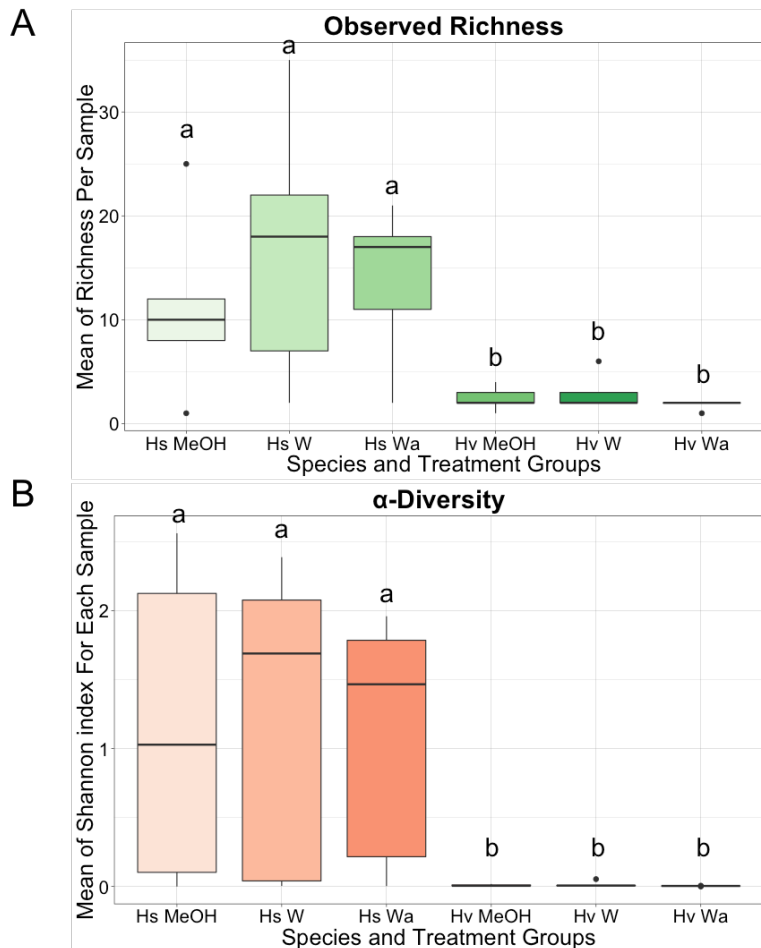 A
Observed Richness
Mean of Richness Per Sample
30
20
10
0
a
a
a
b
b
b
Hs MeOH
Hs W
Hs Wa
Hv MeOH
Hv W
Hv Wa
Species and Treatment Groups
B
α-Diversity
Mean of Shannon index For Each Sample
2
1
0
a
a
a
b
b
b
Hs MeOH
Hs W
Hs Wa
Hv MeOH
Hv W
Hv Wa
Species and Treatment Groups